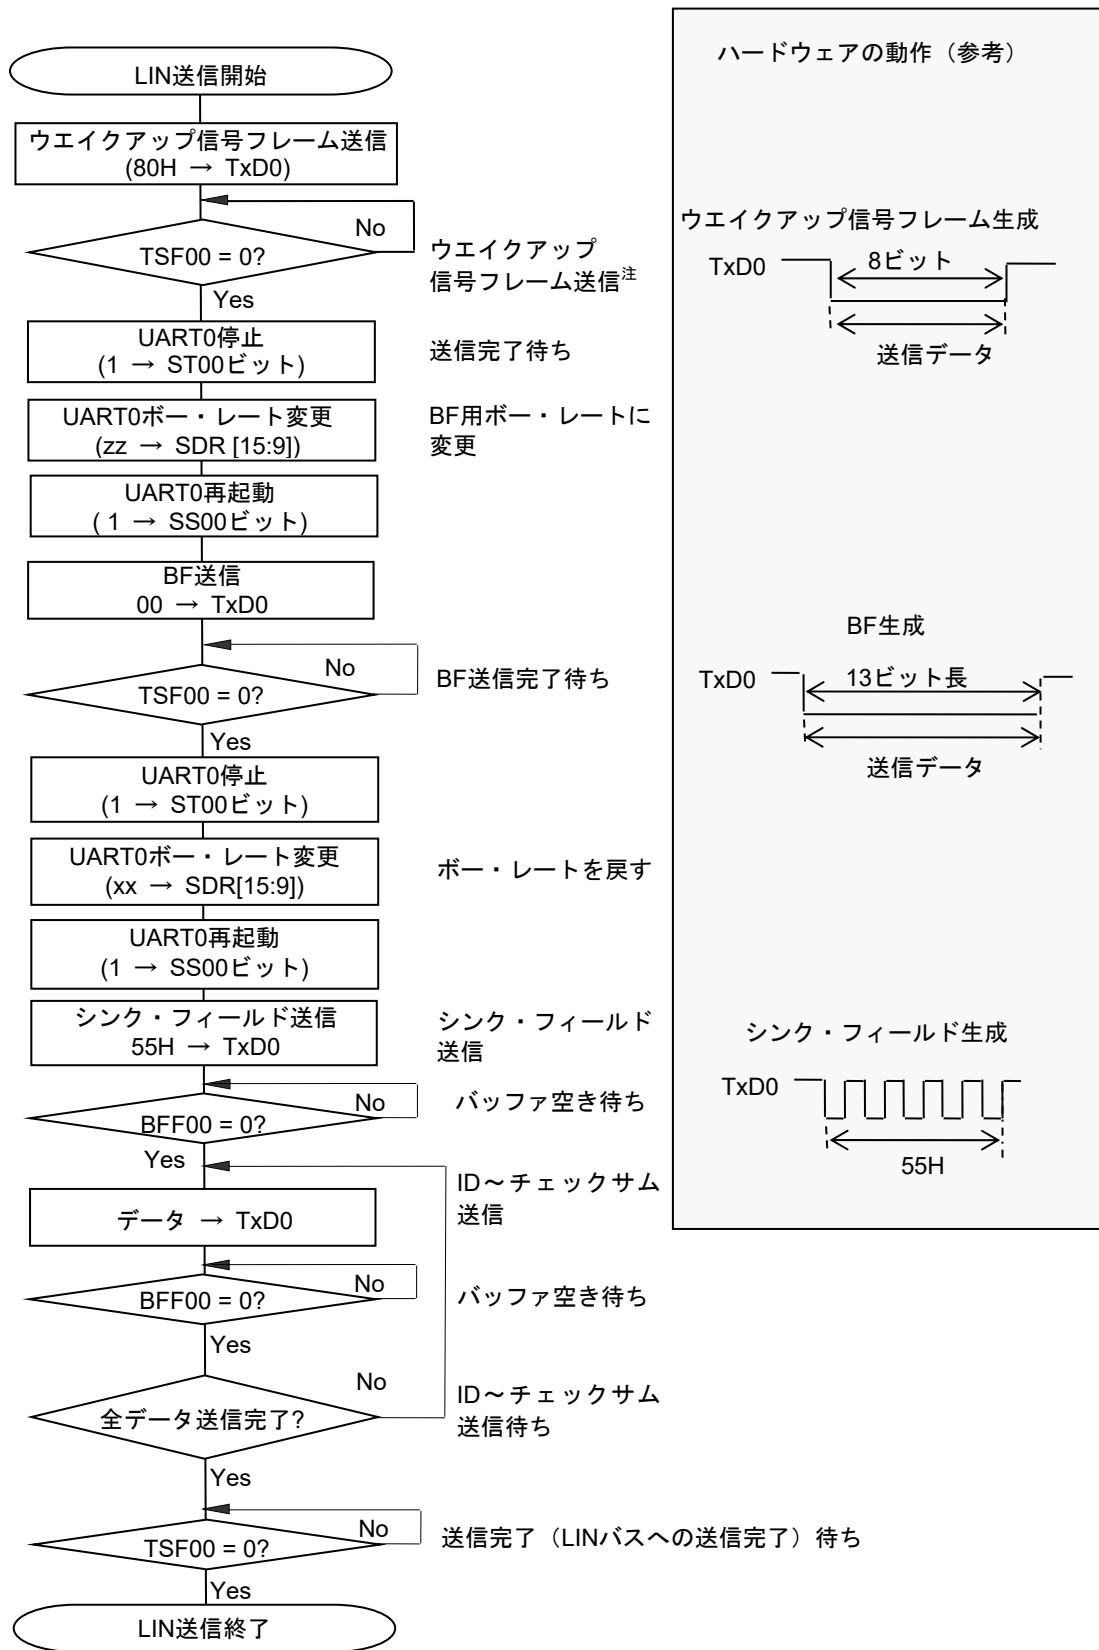 LIN送信開始
ウエイクアップ信号フレーム送信
(80H → TxD0)
No
TSF00 = 0?
Yes
ウエイクアップ
信号フレーム送信注
UART0停止
(1 → ST00ビット)
送信完了待ち
UART0ボー・レート変更
(zz → SDR [15:9])
BF用ボー・レートに
変更
UART0再起動
( 1 → SS00ビット)
BF送信
00 → TxD0
No
TSF00 = 0?
BF送信完了待ち
Yes
UART0停止
(1 → ST00ビット)
UART0ボー・レート変更
(xx → SDR[15:9])
ボー・レートを戻す
UART0再起動
(1 → SS00ビット)
シンク・フィールド送信
55H → TxD0
シンク・フィールド
送信
No
BFF00 = 0?
バッファ空き待ち
Yes
データ → TxD0
ID～チェックサム
送信
No
BFF00 = 0?
バッファ空き待ち
Yes
No
全データ送信完了?
ID～チェックサム
送信待ち
Yes
No
TSF00 = 0?
送信完了（LINバスへの送信完了）待ち
Yes
LIN送信終了
ハードウェアの動作（参考）
ウエイクアップ信号フレーム生成
TxD0
8ビット
送信データ
BF生成
TxD0
13ビット長
送信データ
シンク・フィールド生成
TxD0
55H